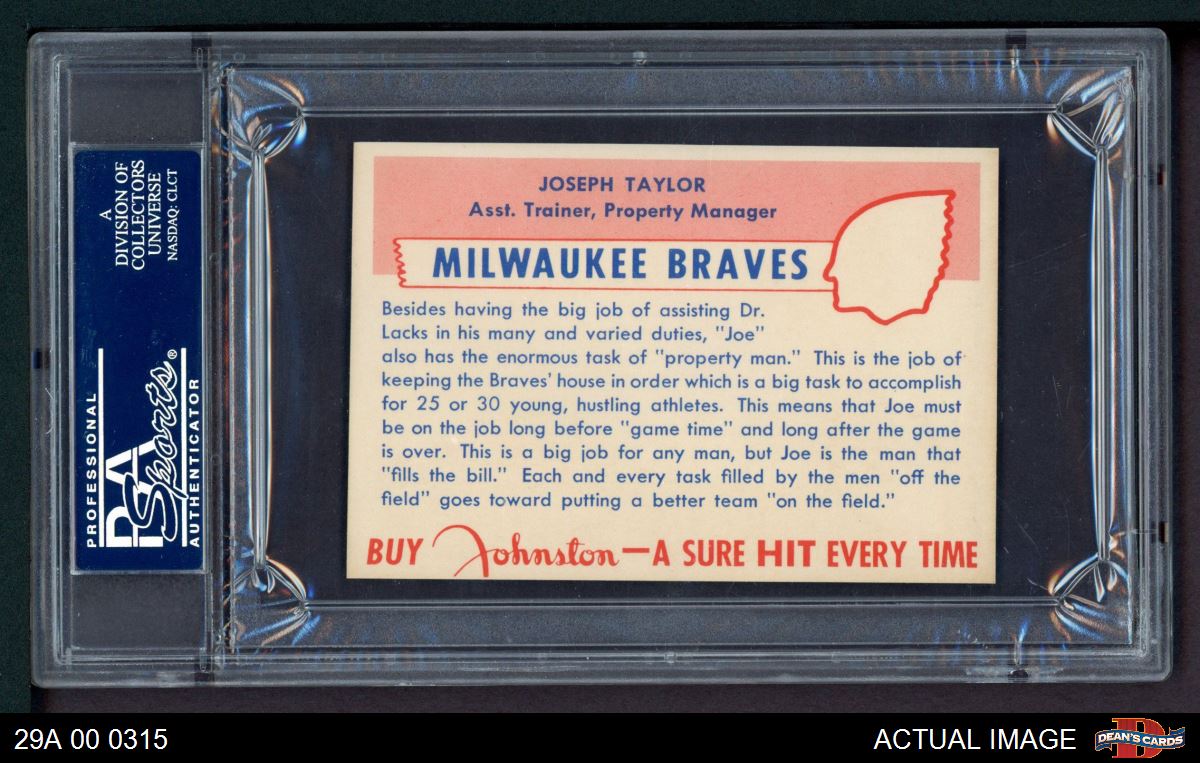 A
DIVISION OF
COLLECTORS
UNIVERSE
NASDAQ: CLCT
PROFESSIONAL
PSA
Sports®
AUTHENTICATOR
JOSEPH TAYLOR
Asst. Trainer, Property Manager
MILWAUKEE BRAVES
Besides having the big job of assisting Dr.
Lacks in his many and varied duties, "Joe"
also has the enormous task of "property man." This is the job of
keeping the Braves' house in order which is a big task to accomplish
for 25 or 30 young, hustling athletes. This means that Joe must
be on the job long before "game time" and long after the game
is over. This is a big job for any man, but Joe is the man that
"fills the bill." Each and every task filled by the men "off the
field" goes toward putting a better team "on the field."
BUY Johnston—A SURE HIT EVERY TIME
29A 00 0315
ACTUAL IMAGE
D
DEAN'S CARDS